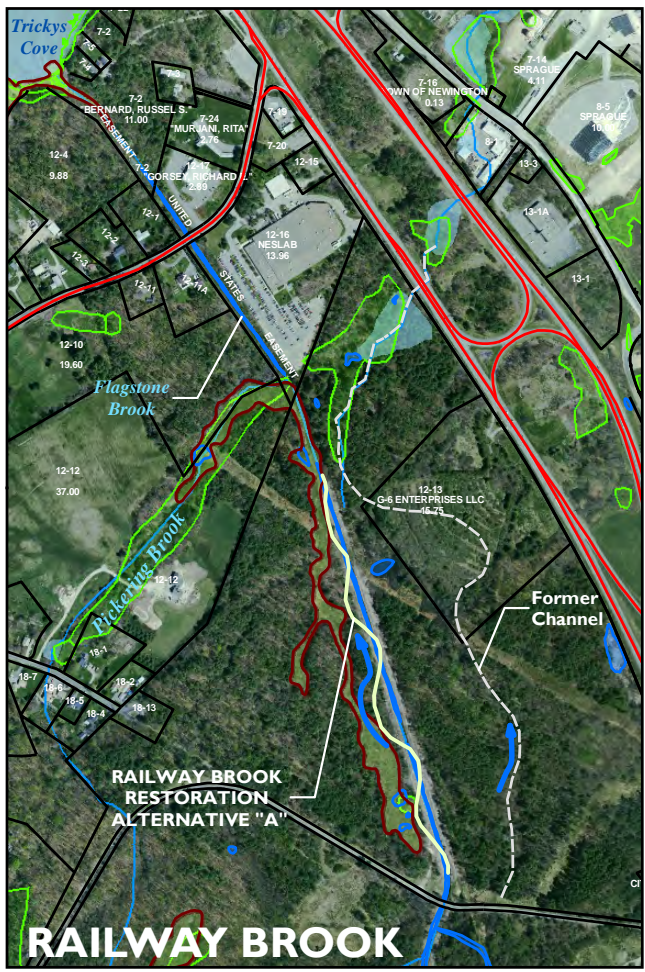 Trickys
Cove
7-2
7-5
7-4
7-3
7-2
"BERNARD, RUSSEL S."
11.00
7-24
"MURJANI, RITA"
2.76
7-19
7-20
12-15
7-16
OWN OF NEWINGTON
0.13
7-14
SPRAGUE
4.11
8-5
SPRAGUE
8-1
13-3
13-1A
13-1
12-4
9.88
EASEMENT
7-2
12-17
"GORSEY, RICHARD L."
2.89
UNITED
STATES
EASEMENT
12-1
12-2
12-3
12-11
12-11A
12-16
NESLAB
13.96
12-10
19.60
Flagstone
Brook
12-12
37.00
12-13
G-6 ENTERPRISES LLC
15.75
Pickering Brook
12-12
Former
Channel
18-1
18-7
18-6
18-5
18-4
18-2
18-13
RAILWAY BROOK
RESTORATION
ALTERNATIVE "A"
CI
RAILWAY BROOK